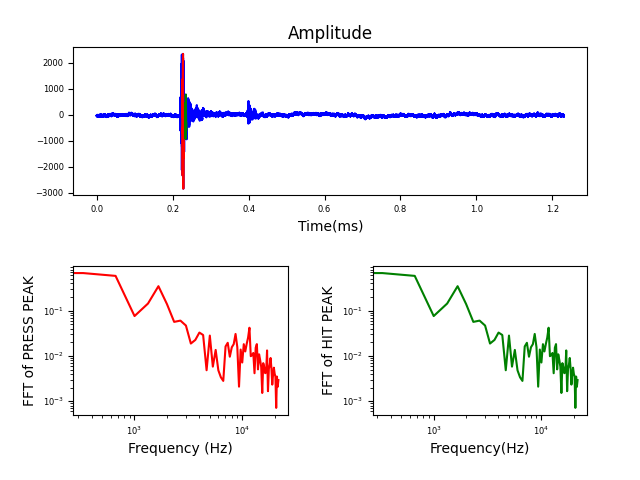 Amplitude
2000
1000
0
−1000
−2000
−3000
0.0 0.2 0.4 0.6 0.8 1.0 1.2
Time(ms)
FFT of PRESS PEAK
10⁻¹
10⁻²
10⁻³
10³ 10⁴
Frequency (Hz)
FFT of HIT PEAK
10⁻¹
10⁻²
10⁻³
10³ 10⁴
Frequency(Hz)